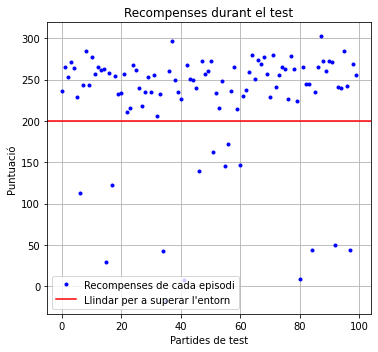 Recompenses durant el test
Puntuació
300
250
200
150
100
50
0
Recompenses de cada episodi
Llindar per a superar l'entorn
0 20 40 60 80 100
Partides de test